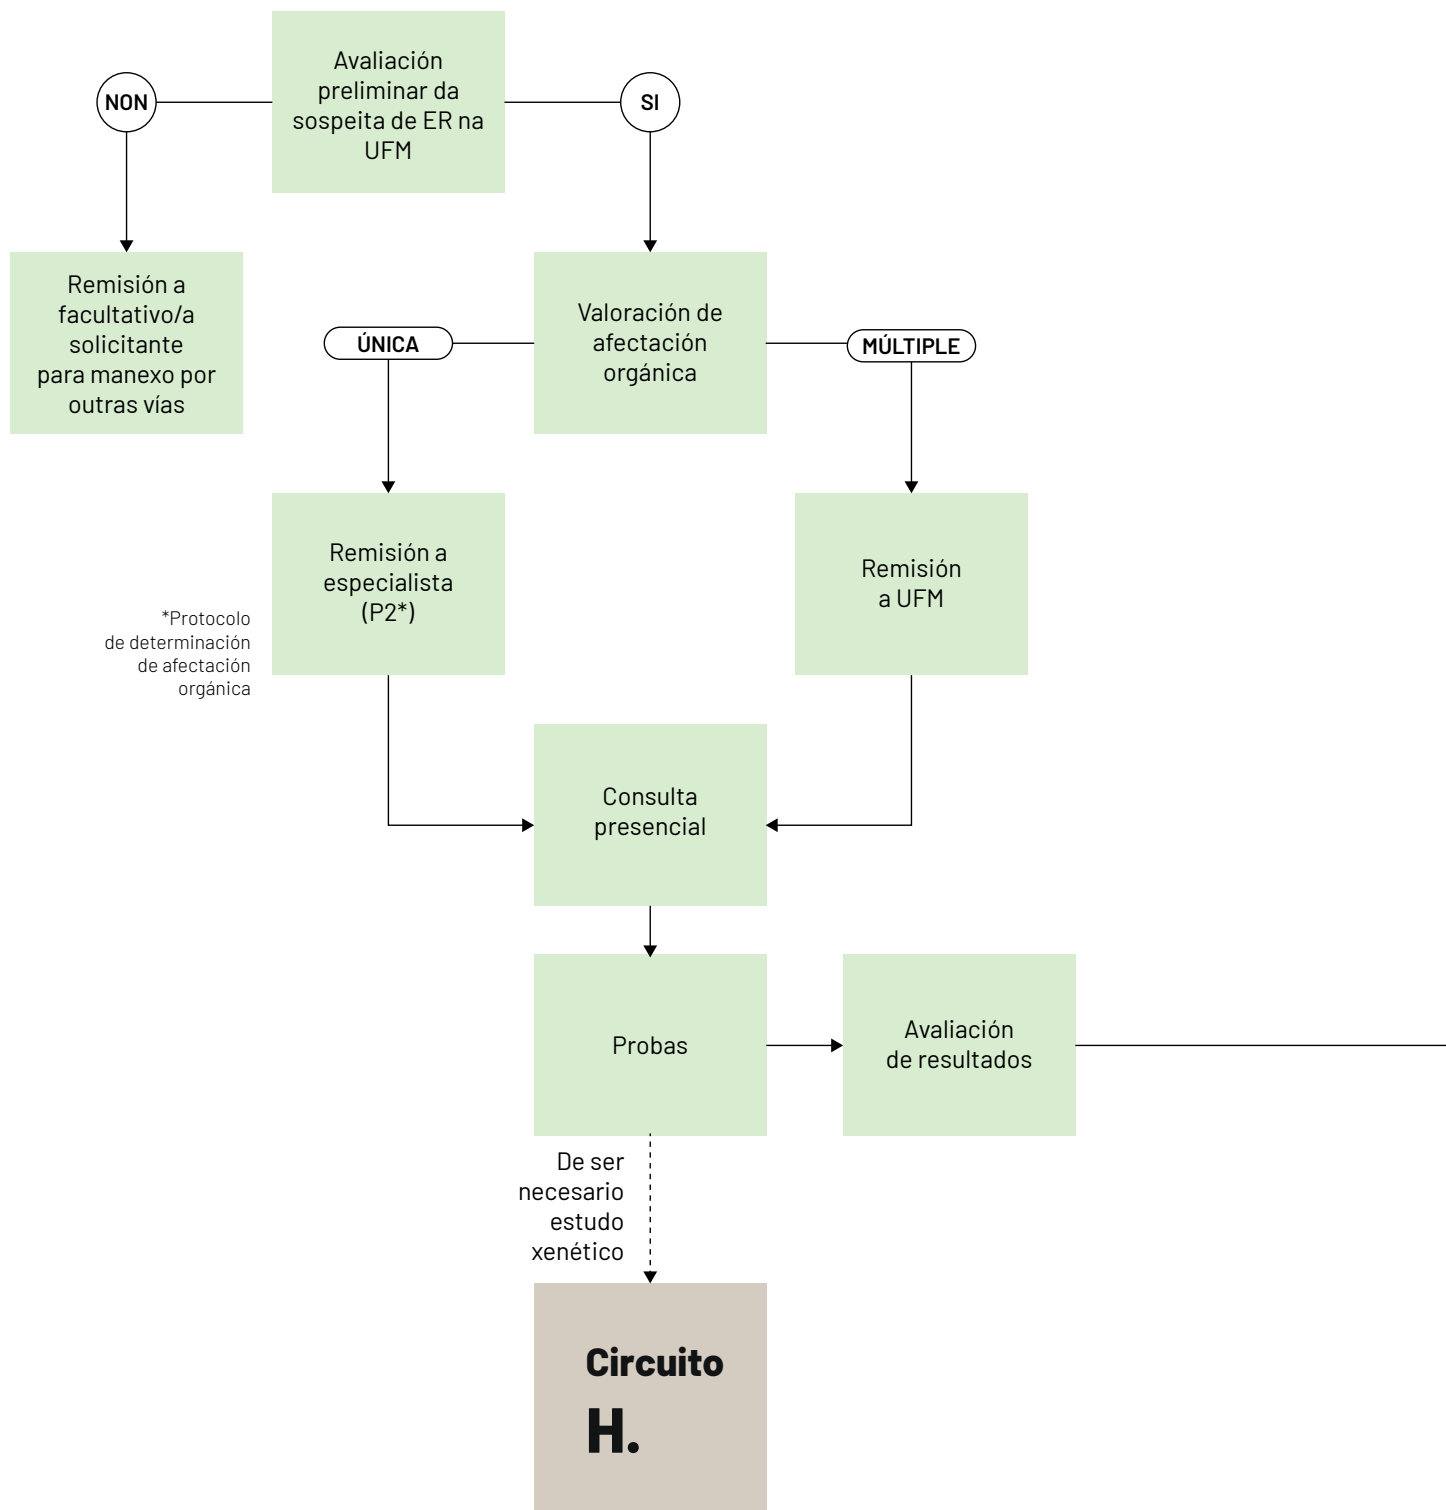 Avaliación
preliminar da
sospeita de ER na
UFM
NON
SI
Remisión a
facultativo/a
solicitante
para manexo por
outras vías
Valoración de
afectación
orgánica
ÚNICA
MÚLTIPLE
Remisión a
especialista
(P2*)
*Protocolo
de determinación
de afectación
orgánica
Remisión
a UFM
Consulta
presencial
Probas
Avaliación
de resultados
De ser
necesario
estudo
xenético
Circuito
H.